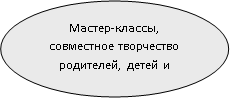 Мастер-классы,
совместное творчество
родителей, детей и